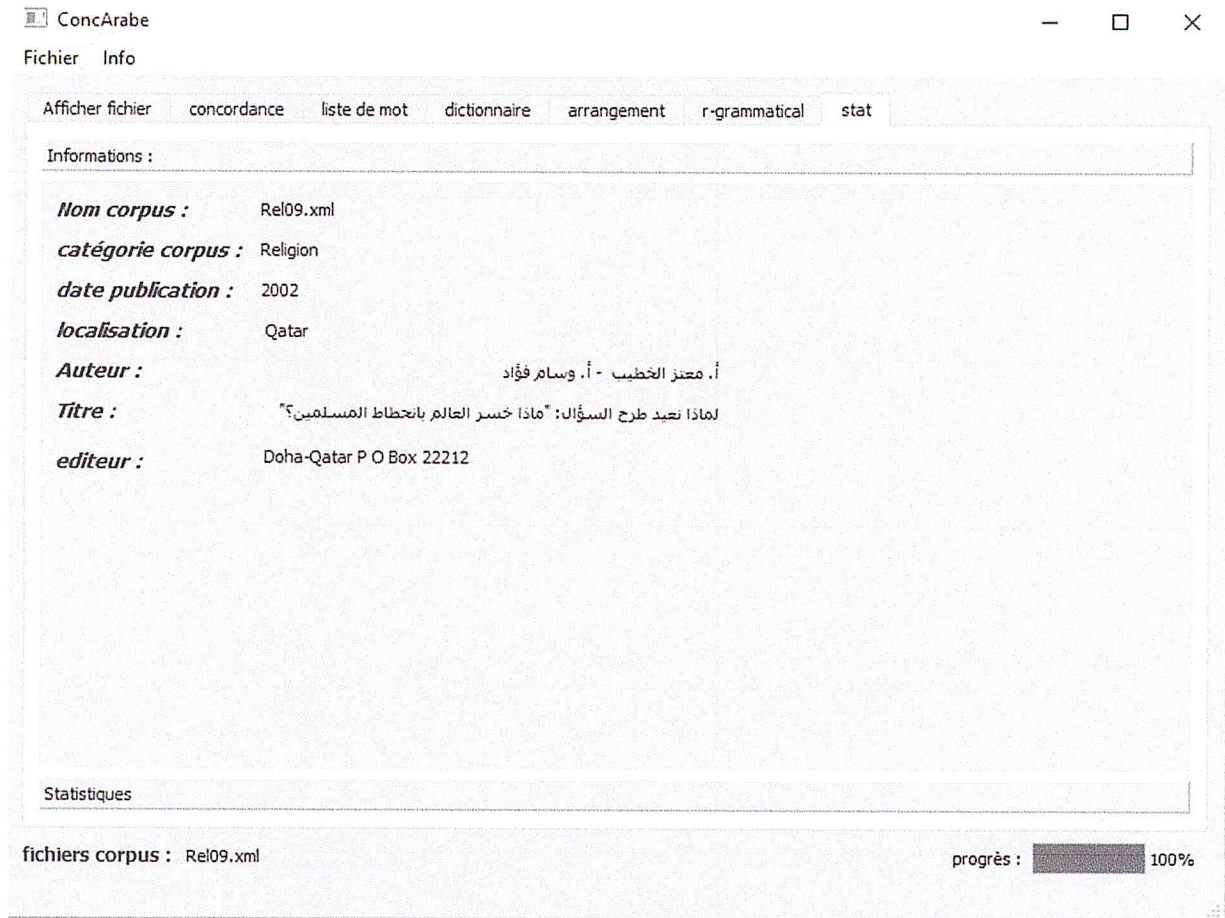 ConcArabe
Fichier Info
Afficher fichier concordance liste de mot dictionnaire arrangement r-grammatical stat
Informations :
Nom corpus : Rel09.xml
catégorie corpus : Religion
date publication : 2002
localisation : Qatar
Auteur : أ. معتز الخطيب - أ. وسام فؤاد
Titre : لماذا نعيد طرح السؤال: "ماذا خسر العالم بانحطاط المسلمين؟"
editeur : Doha-Qatar P O Box 22212
Statistiques
fichiers corpus : Rel09.xml progrès : 100%